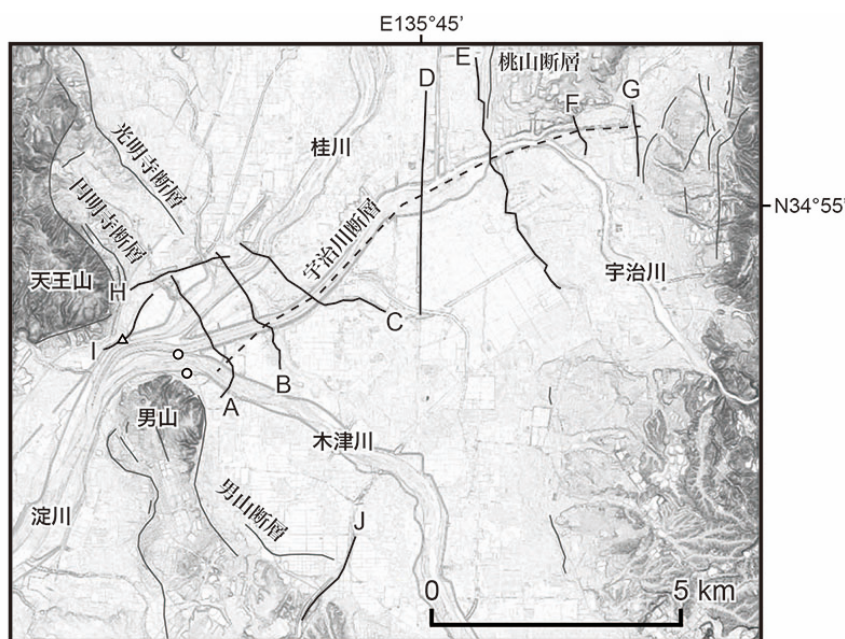 E135°45'
E
桃山断層
D
F
G
光明寺断層
桂川
N34°55'
円明寺断層
宇治川断層
天王山
宇治川
H
C
I
B
A
男山
木津川
淀川
男山断層
J
0
5 km